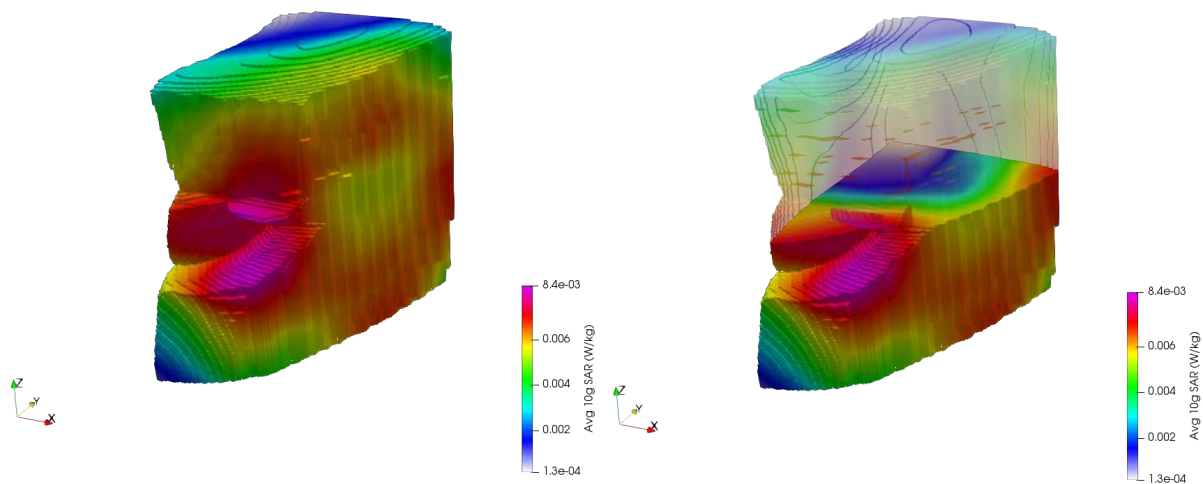 8.4e-03
0.006
0.004
0.002
1.3e-04
Avg 10g SAR (W/kg)
Z
Y
X
8.4e-03
0.006
0.004
0.002
1.3e-04
Avg 10g SAR (W/kg)
Z
Y
X